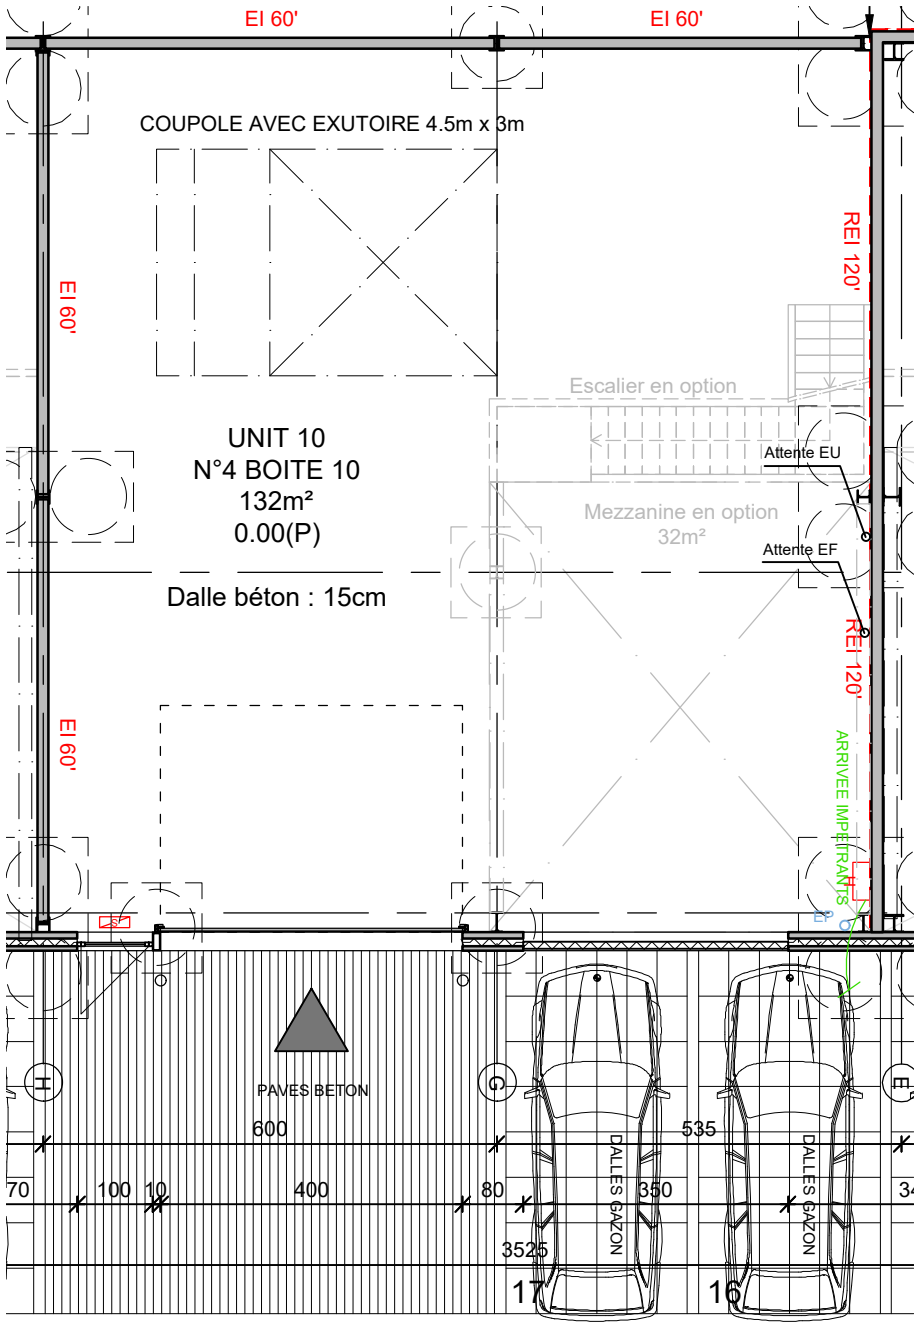 EI 60'
EI 60'
COUPOLE AVEC EXUTOIRE 4.5m x 3m
REI 120'
EI 60'
Escalier en option
UNIT 10
N°4 BOITE 10
132m²
0.00(P)
Attente EU
Mezzanine en option
32m²
Attente EF
Dalle béton : 15cm
REI 120'
EI 60'
ARRIVEE IMPETRANTS
EP
H
G
E
PAVES BETON
600
535
DALLES GAZON
DALLES GAZON
70
100
10
400
80
350
34
3525
17
16